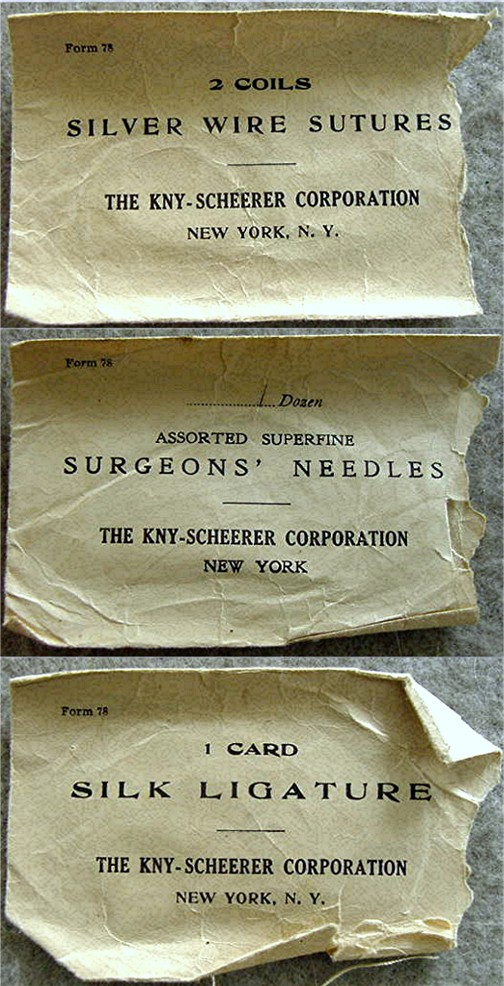 Form 78
2 COILS
SILVER WIRE SUTURES
THE KNY-SCHEERER CORPORATION
NEW YORK, N. Y.
Form 78
..............1... Dozen
ASSORTED SUPERFINE
SURGEONS' NEEDLES
THE KNY-SCHEERER CORPORATION
NEW YORK
Form 78
1 CARD
SILK LIGATURE
THE KNY-SCHEERER CORPORATION
NEW YORK, N. Y.